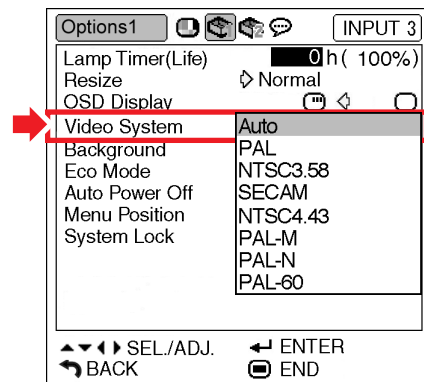 Options1 INPUT 3
Lamp Timer(Life) 0 h ( 100%)
Resize Normal
OSD Display
Video System Auto
Background PAL
Eco Mode NTSC3.58
Auto Power Off SECAM
Menu Position NTSC4.43
System Lock PAL-M
PAL-N
PAL-60
SEL./ADJ. ENTER
BACK END